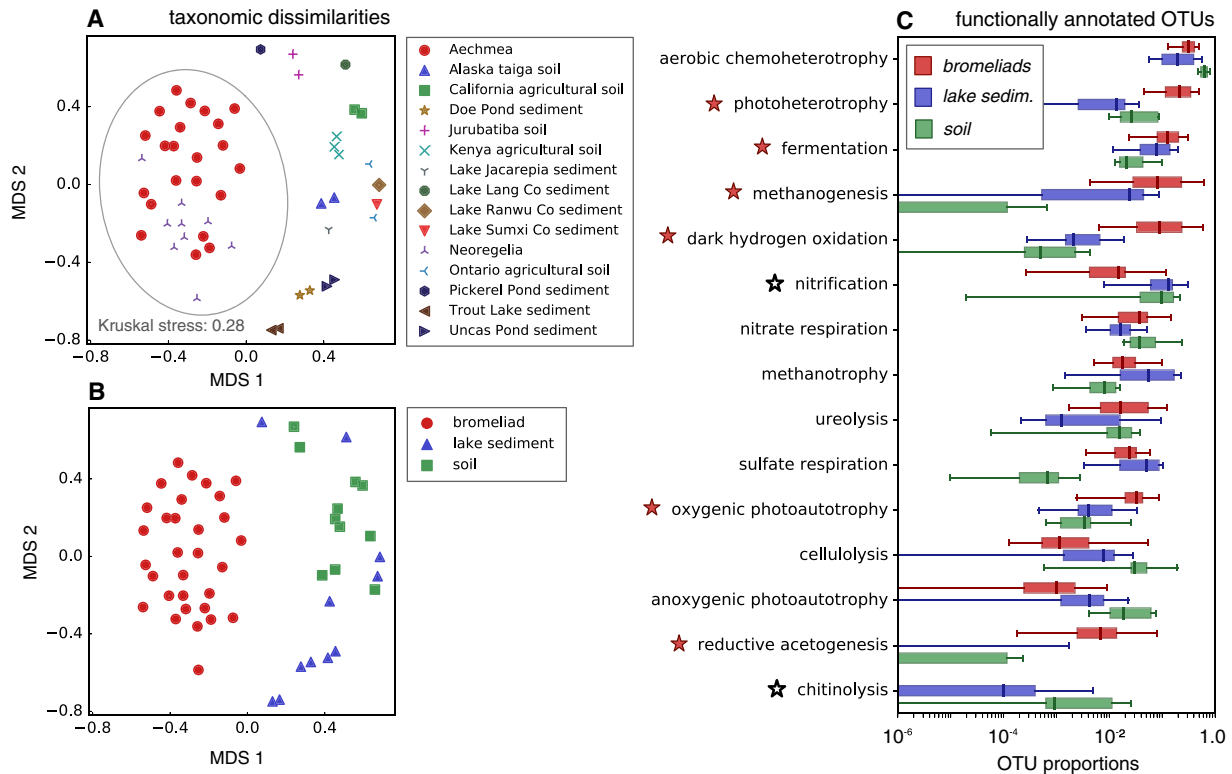 A
taxonomic dissimilarities
0.4
0.0
−0.4
−0.8
MDS 2
Kruskal stress: 0.28
−0.8
−0.4
0.0
0.4
MDS 1
Aechmea
Alaska taiga soil
California agricultural soil
Doe Pond sediment
Jurubatiba soil
Kenya agricultural soil
Lake Jacarepia sediment
Lake Lang Co sediment
Lake Ranwu Co sediment
Lake Sumxi Co sediment
Neoregelia
Ontario agricultural soil
Pickerel Pond sediment
Trout Lake sediment
Uncas Pond sediment
B
0.4
0.0
−0.4
−0.8
MDS 2
−0.8
−0.4
0.0
0.4
MDS 1
bromeliad
lake sediment
soil
C
functionally annotated OTUs
bromeliads
lake sedim.
soil
aerobic chemoheterotrophy
photoheterotrophy
fermentation
methanogenesis
dark hydrogen oxidation
nitrification
nitrate respiration
methanotrophy
ureolysis
sulfate respiration
oxygenic photoautotrophy
cellulolysis
anoxygenic photoautotrophy
reductive acetogenesis
chitinolysis
10⁻⁶
10⁻⁴
10⁻²
1.0
OTU proportions